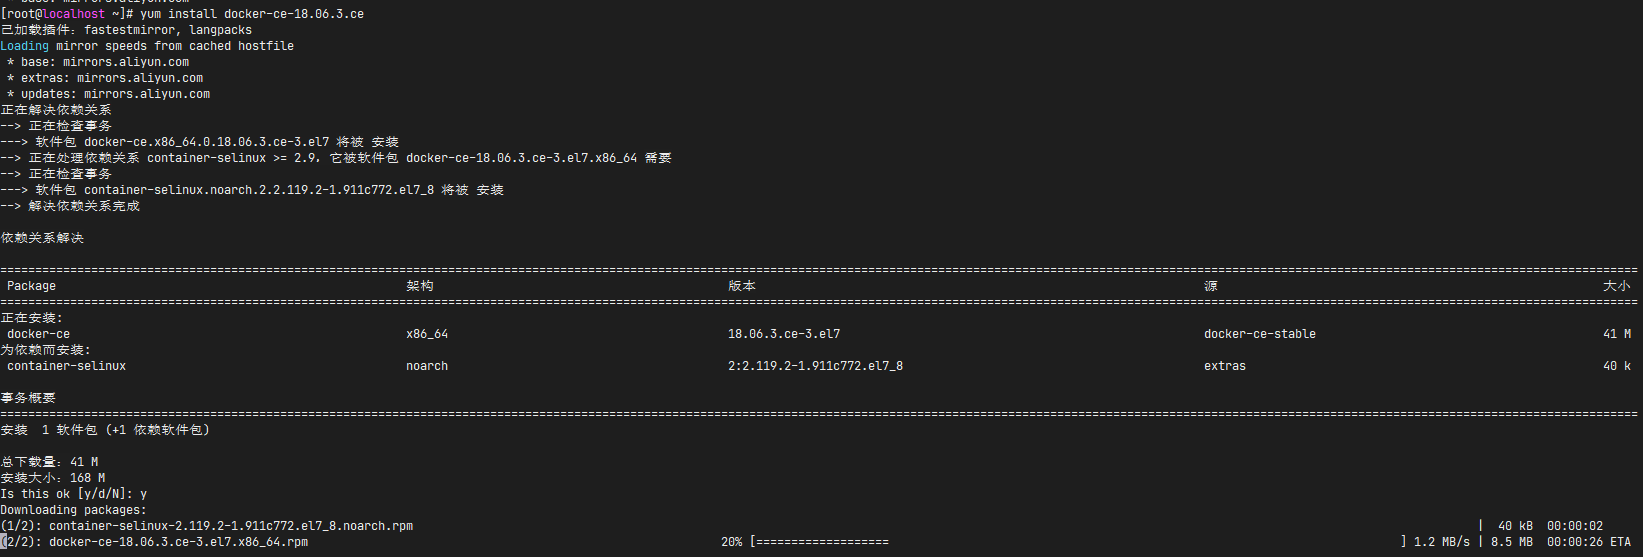 * base: mirrors.aliyun.com
[root@localhost ~]# yum install docker-ce-18.06.3.ce
已加载插件：fastestmirror, langpacks
Loading mirror speeds from cached hostfile
* base: mirrors.aliyun.com
* extras: mirrors.aliyun.com
* updates: mirrors.aliyun.com
正在解决依赖关系
--> 正在检查事务
---> 软件包 docker-ce.x86_64.0.18.06.3.ce-3.el7 将被 安装
--> 正在处理依赖关系 container-selinux >= 2.9，它被软件包 docker-ce-18.06.3.ce-3.el7.x86_64 需要
--> 正在检查事务
---> 软件包 container-selinux.noarch.2.2.119.2-1.911c772.el7_8 将被 安装
--> 解决依赖关系完成
依赖关系解决
Package 架构 版本 源 大小
正在安装:
docker-ce x86_64 18.06.3.ce-3.el7 docker-ce-stable 41 M
为依赖而安装:
container-selinux noarch 2:2.119.2-1.911c772.el7_8 extras 40 k
事务概要
安装  1 软件包 (+1 依赖软件包)
总下载量：41 M
安装大小：168 M
Is this ok [y/d/N]: y
Downloading packages:
(1/2): container-selinux-2.119.2-1.911c772.el7_8.noarch.rpm | 40 kB 00:00:02
(2/2): docker-ce-18.06.3.ce-3.el7.x86_64.rpm 20% [=================== ] 1.2 MB/s | 8.5 MB 00:00:26 ETA